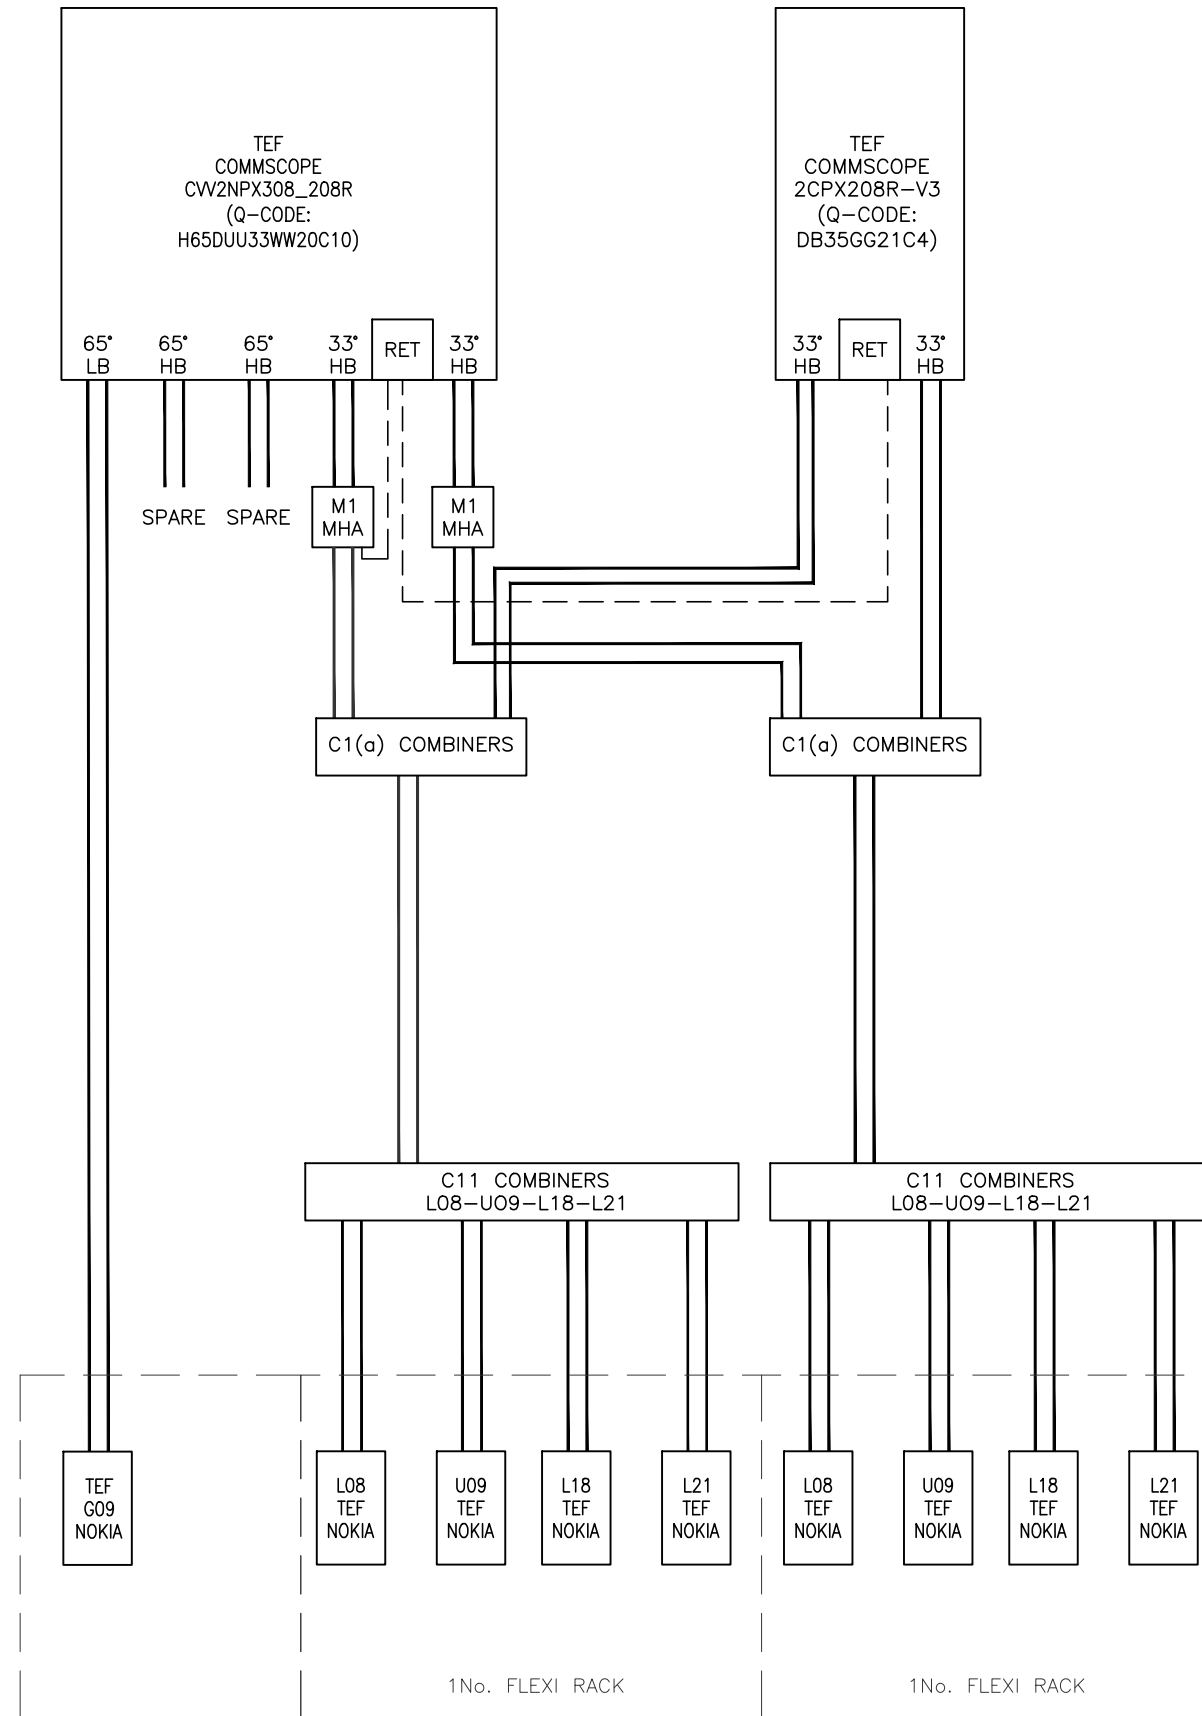 TEF
COMMSCOPE
CVV2NPX308_208R
(Q-CODE:
H65DUU33WW20C10)
TEF
COMMSCOPE
2CPX208R-V3
(Q-CODE:
DB35GG21C4)
65°
LB
65°
HB
65°
HB
33°
HB
RET
33°
HB
33°
HB
RET
33°
HB
SPARE
SPARE
M1
MHA
M1
MHA
C1(a) COMBINERS
C1(a) COMBINERS
C11 COMBINERS
L08-U09-L18-L21
C11 COMBINERS
L08-U09-L18-L21
TEF
G09
NOKIA
L08
TEF
NOKIA
U09
TEF
NOKIA
L18
TEF
NOKIA
L21
TEF
NOKIA
L08
TEF
NOKIA
U09
TEF
NOKIA
L18
TEF
NOKIA
L21
TEF
NOKIA
1No. FLEXI RACK
1No. FLEXI RACK